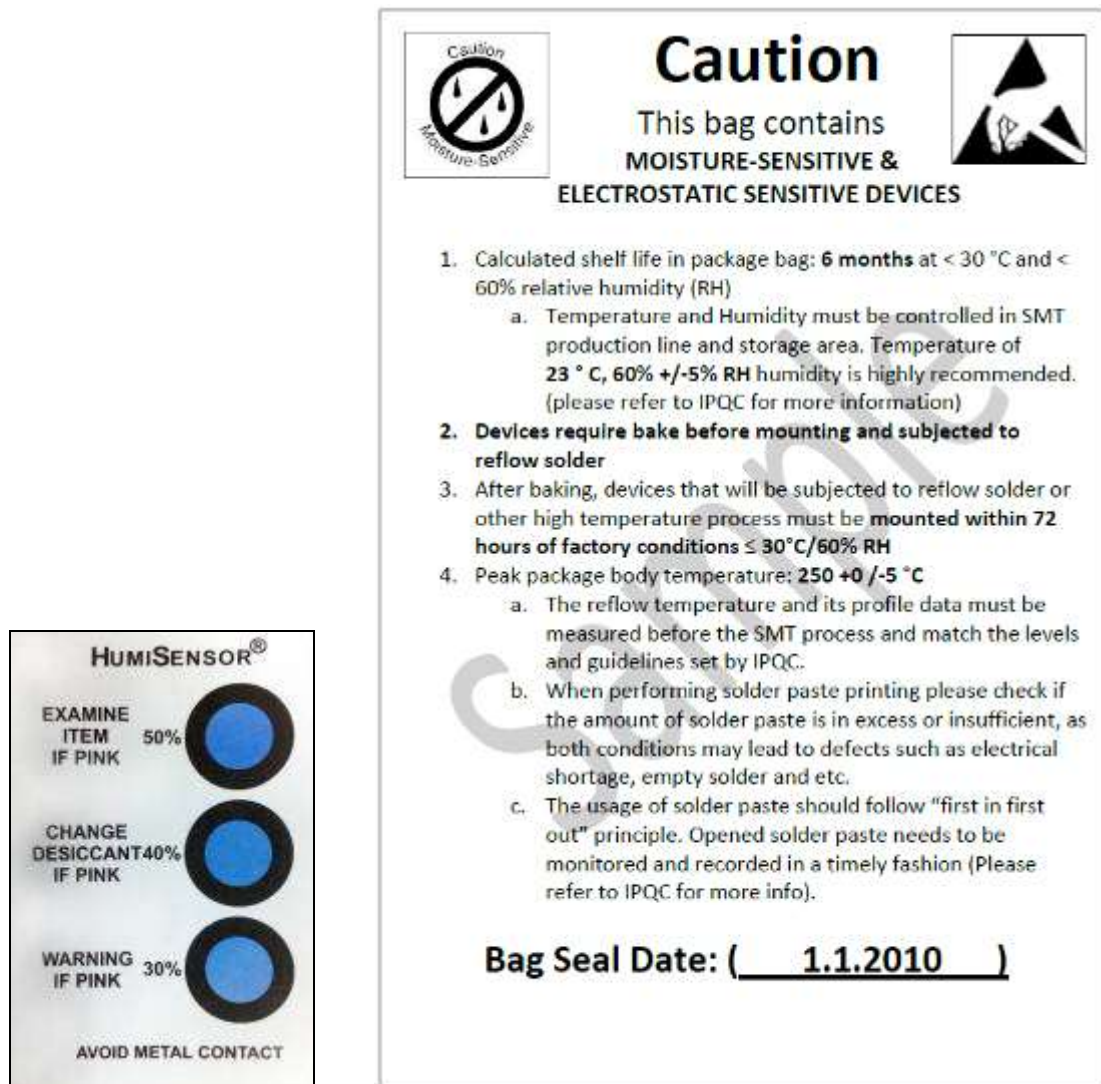 Caution
Moisture-Sensitive
Caution
This bag contains
MOISTURE-SENSITIVE &
ELECTROSTATIC SENSITIVE DEVICES
1. Calculated shelf life in package bag: 6 months at < 30 °C and <
60% relative humidity (RH)
a. Temperature and Humidity must be controlled in SMT
production line and storage area. Temperature of
23 ° C, 60% +/-5% RH humidity is highly recommended.
(please refer to IPQC for more information)
2. Devices require bake before mounting and subjected to
reflow solder
3. After baking, devices that will be subjected to reflow solder or
other high temperature process must be mounted within 72
hours of factory conditions ≤ 30°C/60% RH
4. Peak package body temperature: 250 +0 /-5 °C
a. The reflow temperature and its profile data must be
measured before the SMT process and match the levels
and guidelines set by IPQC.
b. When performing solder paste printing please check if
the amount of solder paste is in excess or insufficient, as
both conditions may lead to defects such as electrical
shortage, empty solder and etc.
c. The usage of solder paste should follow “first in first
out” principle. Opened solder paste needs to be
monitored and recorded in a timely fashion (Please
refer to IPQC for more info).
Bag Seal Date: ( 1.1.2010 )
Sample
HUMISENSOR®
EXAMINE
ITEM 50%
IF PINK
CHANGE
DESICCANT 40%
IF PINK
WARNING 30%
IF PINK
AVOID METAL CONTACT